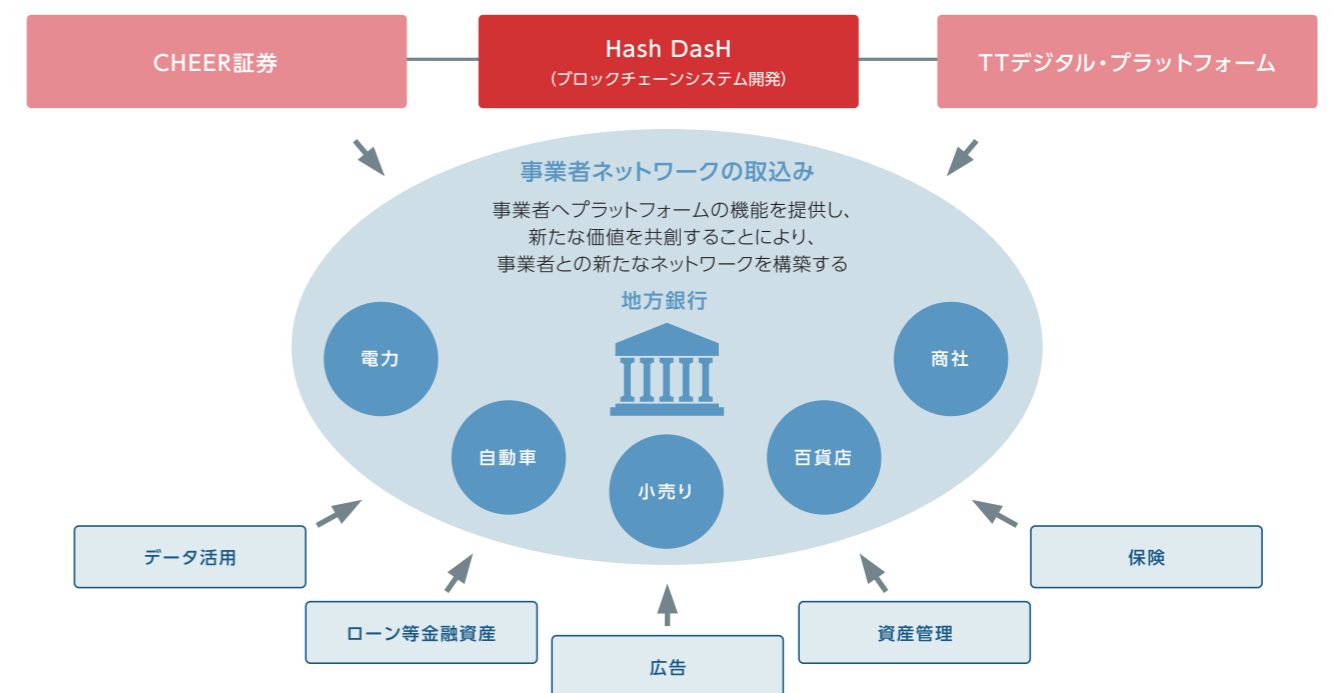 CHEER証券
Hash DasH
(ブロックチェーンシステム開発)
TTデジタル・プラットフォーム
事業者ネットワークの取込み
事業者へプラットフォームの機能を提供し、
新たな価値を共創することにより、
事業者との新たなネットワークを構築する
地方銀行
電力
商社
自動車
百貨店
小売り
データ活用
保険
ローン等金融資産
資産管理
広告